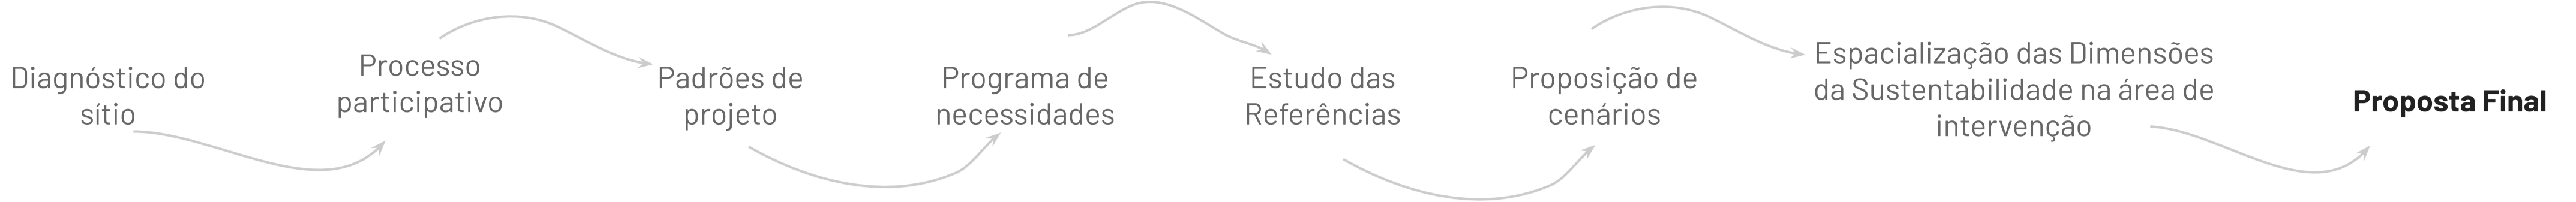 Diagnóstico do
sítio
Processo
participativo
Padrões de
projeto
Programa de
necessidades
Estudo das
Referências
Proposição de
cenários
Espacialização das Dimensões
da Sustentabilidade na área de
intervenção
Proposta Final